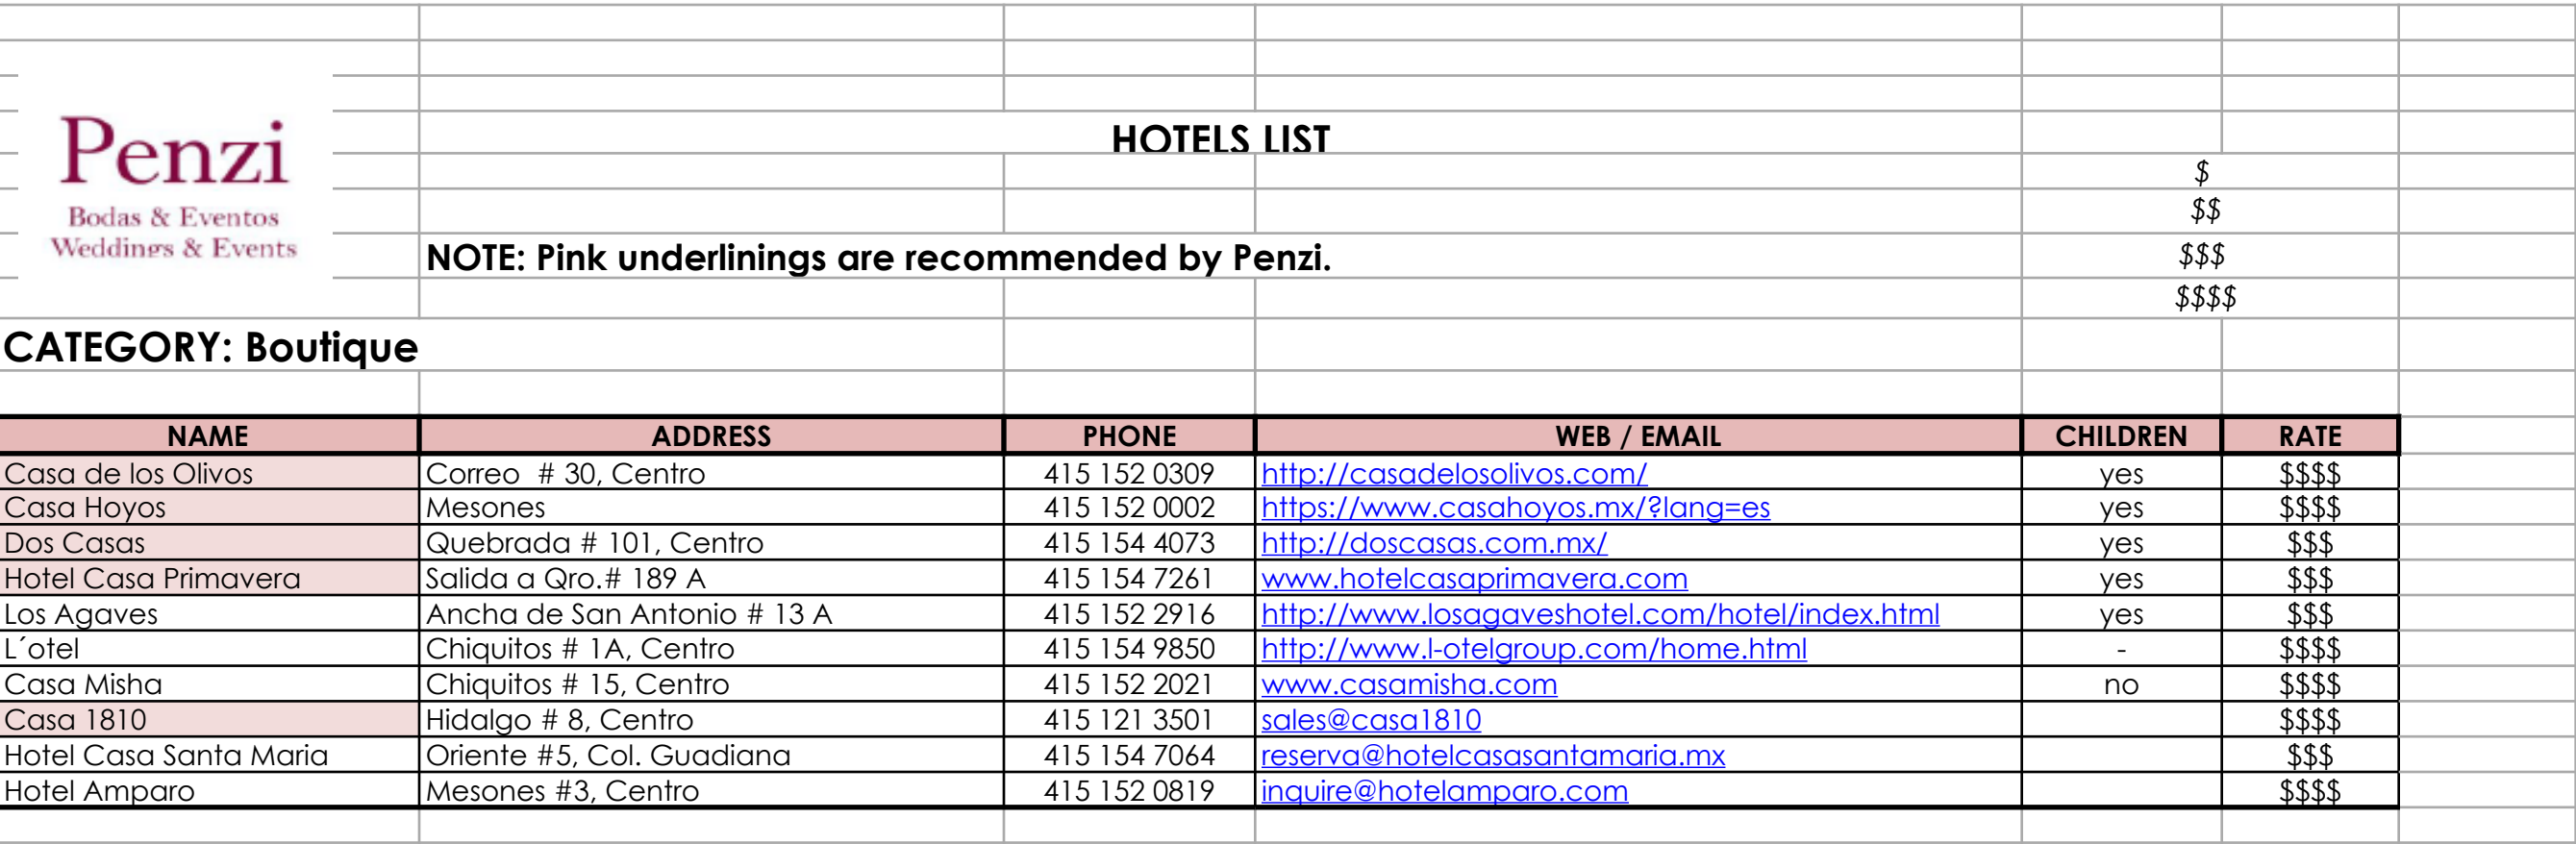 Penzi
Bodas & Eventos
Weddings & Events
HOTELS LIST
$
$$
NOTE: Pink underlinings are recommended by Penzi.
$$$
$$$$
CATEGORY: Boutique
NAME ADDRESS PHONE WEB / EMAIL CHILDREN RATE
Casa de los Olivos Correo # 30, Centro 415 152 0309 http://casadelosolivos.com/ yes $$$$
Casa Hoyos Mesones 415 152 0002 https://www.casahoyos.mx/?lang=es yes $$$$
Dos Casas Quebrada # 101, Centro 415 154 4073 http://doscasas.com.mx/ yes $$$
Hotel Casa Primavera Salida a Qro.# 189 A 415 154 7261 www.hotelcasaprimavera.com yes $$$
Los Agaves Ancha de San Antonio # 13 A 415 152 2916 http://www.losagaveshotel.com/hotel/index.html yes $$$
L´otel Chiquitos # 1A, Centro 415 154 9850 http://www.l-otelgroup.com/home.html - $$$$
Casa Misha Chiquitos # 15, Centro 415 152 2021 www.casamisha.com no $$$$
Casa 1810 Hidalgo # 8, Centro 415 121 3501 sales@casa1810 $$$$
Hotel Casa Santa Maria Oriente #5, Col. Guadiana 415 154 7064 reserva@hotelcasasantamaria.mx $$$
Hotel Amparo Mesones #3, Centro 415 152 0819 inquire@hotelamparo.com $$$$